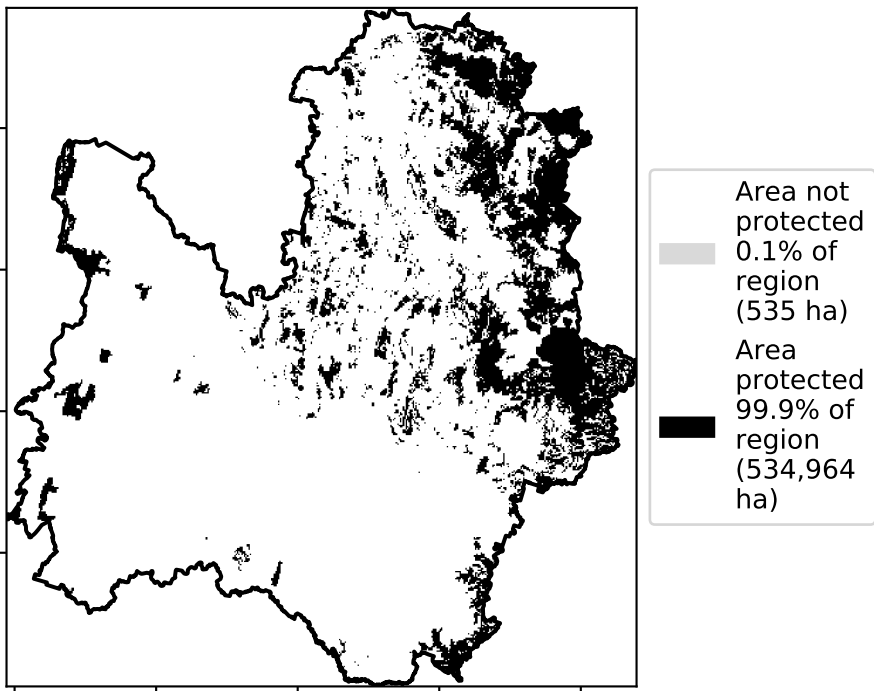 Area not
protected
0.1% of
region
(535 ha)
Area
protected
99.9% of
region
(534,964
ha)